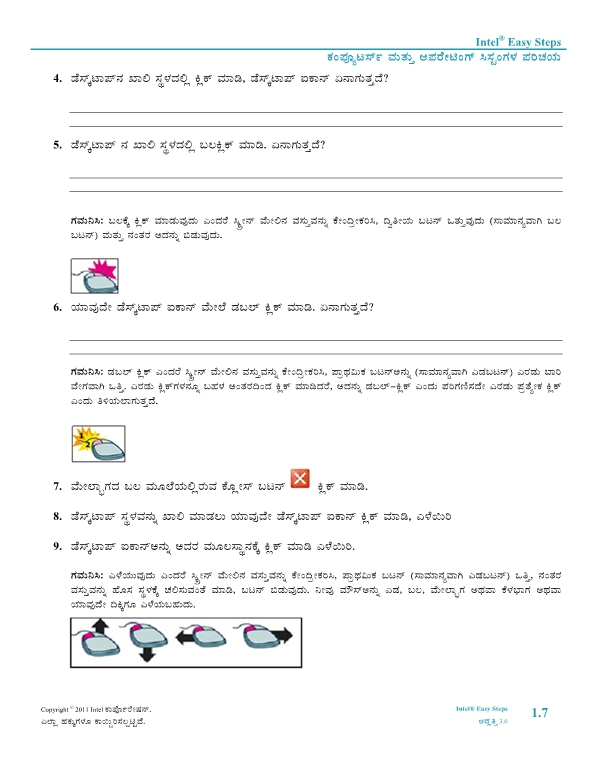 Intel® Easy Steps
ಕಂಪ್ಯೂಟರ್ಸ್ ಮತ್ತು ಆಪರೇಟಿಂಗ್ ಸಿಸ್ಟಂಗಳ ಪರಿಚಯ
4. ಡೆಸ್ಕ್‌ಟಾಪ್‌ನ ಖಾಲಿ ಸ್ಥಳದಲ್ಲಿ ಕ್ಲಿಕ್ ಮಾಡಿ, ಡೆಸ್ಕ್‌ಟಾಪ್ ಐಕಾನ್ ಏನಾಗುತ್ತದೆ?
5. ಡೆಸ್ಕ್‌ಟಾಪ್ ನ ಖಾಲಿ ಸ್ಥಳದಲ್ಲಿ ಬಲಕ್ಲಿಕ್ ಮಾಡಿ. ಏನಾಗುತ್ತದೆ?
ಗಮನಿಸಿ: ಬಲಕ್ಕೆ ಕ್ಲಿಕ್ ಮಾಡುವುದು ಎಂದರೆ ಸ್ಕ್ರೀನ್ ಮೇಲಿನ ವಸ್ತುವನ್ನು ಕೇಂದ್ರೀಕರಿಸಿ, ದ್ವಿತೀಯ ಬಟನ್ ಒತ್ತುವುದು (ಸಾಮಾನ್ಯವಾಗಿ ಬಲ
ಬಟನ್) ಮತ್ತು ನಂತರ ಅದನ್ನು ಬಿಡುವುದು.
6. ಯಾವುದೇ ಡೆಸ್ಕ್‌ಟಾಪ್ ಐಕಾನ್ ಮೇಲೆ ಡಬಲ್ ಕ್ಲಿಕ್ ಮಾಡಿ. ಏನಾಗುತ್ತದೆ?
ಗಮನಿಸಿ: ಡಬಲ್ ಕ್ಲಿಕ್ ಎಂದರೆ ಸ್ಕ್ರೀನ್ ಮೇಲಿನ ವಸ್ತುವನ್ನು ಕೇಂದ್ರೀಕರಿಸಿ, ಪ್ರಾಥಮಿಕ ಬಟನ್‌ಅನ್ನು (ಸಾಮಾನ್ಯವಾಗಿ ಎಡಬಟನ್) ಎರಡು ಬಾರಿ
ವೇಗವಾಗಿ ಒತ್ತಿ. ಎರಡು ಕ್ಲಿಕ್‌ಗಳನ್ನೂ ಬಹಳ ಅಂತರದಿಂದ ಕ್ಲಿಕ್ ಮಾಡಿದರೆ, ಅದನ್ನು ಡಬಲ್-ಕ್ಲಿಕ್ ಎಂದು ಪರಿಗಣಿಸದೇ ಎರಡು ಪ್ರತ್ಯೇಕ ಕ್ಲಿಕ್
ಎಂದು ತಿಳಿಯಲಾಗುತ್ತದೆ.
1
2
7. ಮೇಲ್ಭಾಗದ ಬಲ ಮೂಲೆಯಲ್ಲಿರುವ ಕ್ಲೋಸ್ ಬಟನ್ ಕ್ಲಿಕ್ ಮಾಡಿ.
8. ಡೆಸ್ಕ್‌ಟಾಪ್ ಸ್ಥಳವನ್ನು ಖಾಲಿ ಮಾಡಲು ಯಾವುದೇ ಡೆಸ್ಕ್‌ಟಾಪ್ ಐಕಾನ್ ಕ್ಲಿಕ್ ಮಾಡಿ, ಎಳೆಯಿರಿ
9. ಡೆಸ್ಕ್‌ಟಾಪ್ ಐಕಾನ್‌ಅನ್ನು ಅದರ ಮೂಲಸ್ಥಾನಕ್ಕೆ ಕ್ಲಿಕ್ ಮಾಡಿ ಎಳೆಯಿರಿ.
ಗಮನಿಸಿ: ಎಳೆಯುವುದು ಎಂದರೆ ಸ್ಕ್ರೀನ್ ಮೇಲಿನ ವಸ್ತುವನ್ನು ಕೇಂದ್ರೀಕರಿಸಿ, ಪ್ರಾಥಮಿಕ ಬಟನ್ (ಸಾಮಾನ್ಯವಾಗಿ ಎಡಬಟನ್) ಒತ್ತಿ, ನಂತರ
ವಸ್ತುವನ್ನು ಹೊಸ ಸ್ಥಳಕ್ಕೆ ಚಲಿಸುವಂತೆ ಮಾಡಿ, ಬಟನ್ ಬಿಡುವುದು. ನೀವು ಮೌಸ್‌ಅನ್ನು ಎಡ, ಬಲ, ಮೇಲ್ಭಾಗ ಅಥವಾ ಕೆಳಭಾಗ ಅಥವಾ
ಯಾವುದೇ ದಿಕ್ಕಿಗೂ ಎಳೆಯಬಹುದು.
Copyright © 2011 Intel ಕಾರ್ಪೊರೇಷನ್.
ಎಲ್ಲಾ ಹಕ್ಕುಗಳೂ ಕಾಯ್ದಿರಿಸಲ್ಪಟ್ಟಿವೆ.
Intel® Easy Steps
ಆವೃತ್ತಿ 3.0
1.7